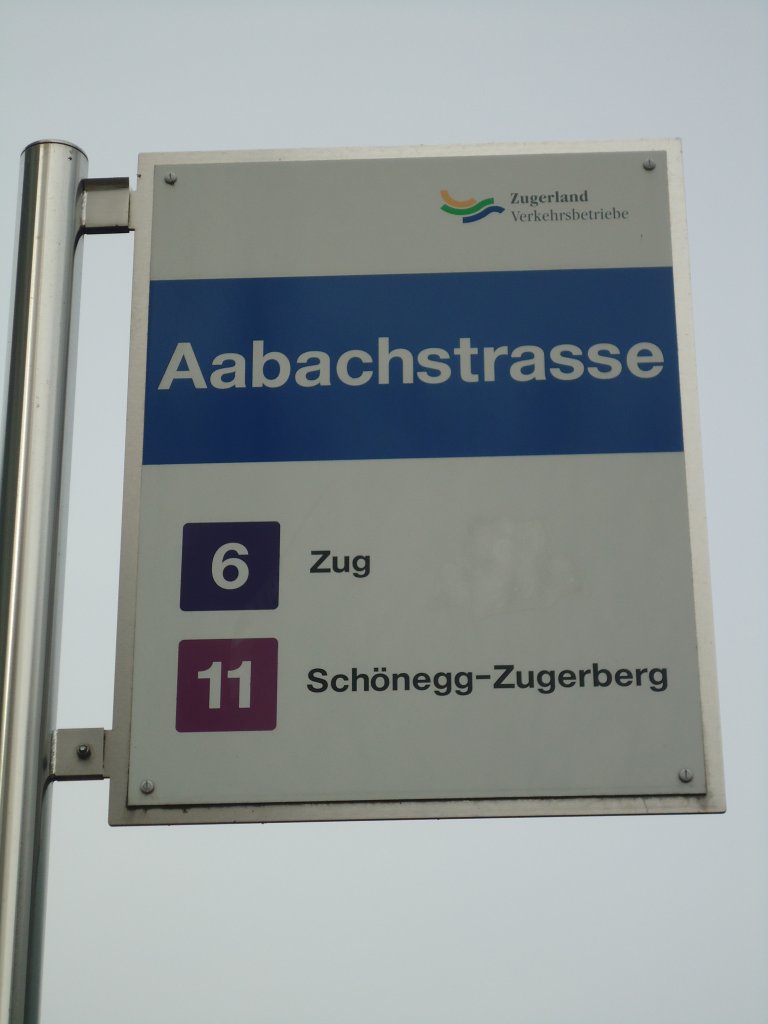 Zugerland
Verkehrsbetriebe
Aabachstrasse
6 Zug
11 Schönegg-Zugerberg